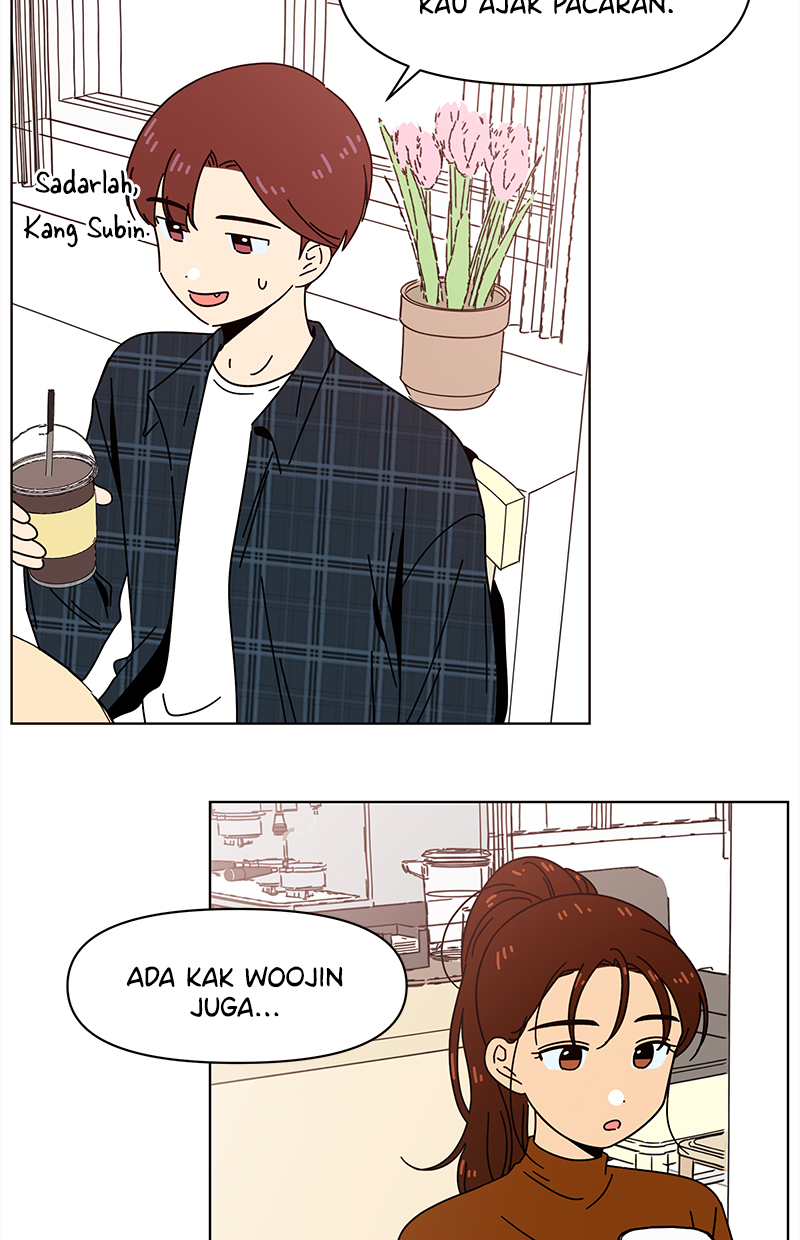 KAU AJAK PACARAN.
Sadarlah,
Kang Subin.
ADA KAK WOOJIN
JUGA...